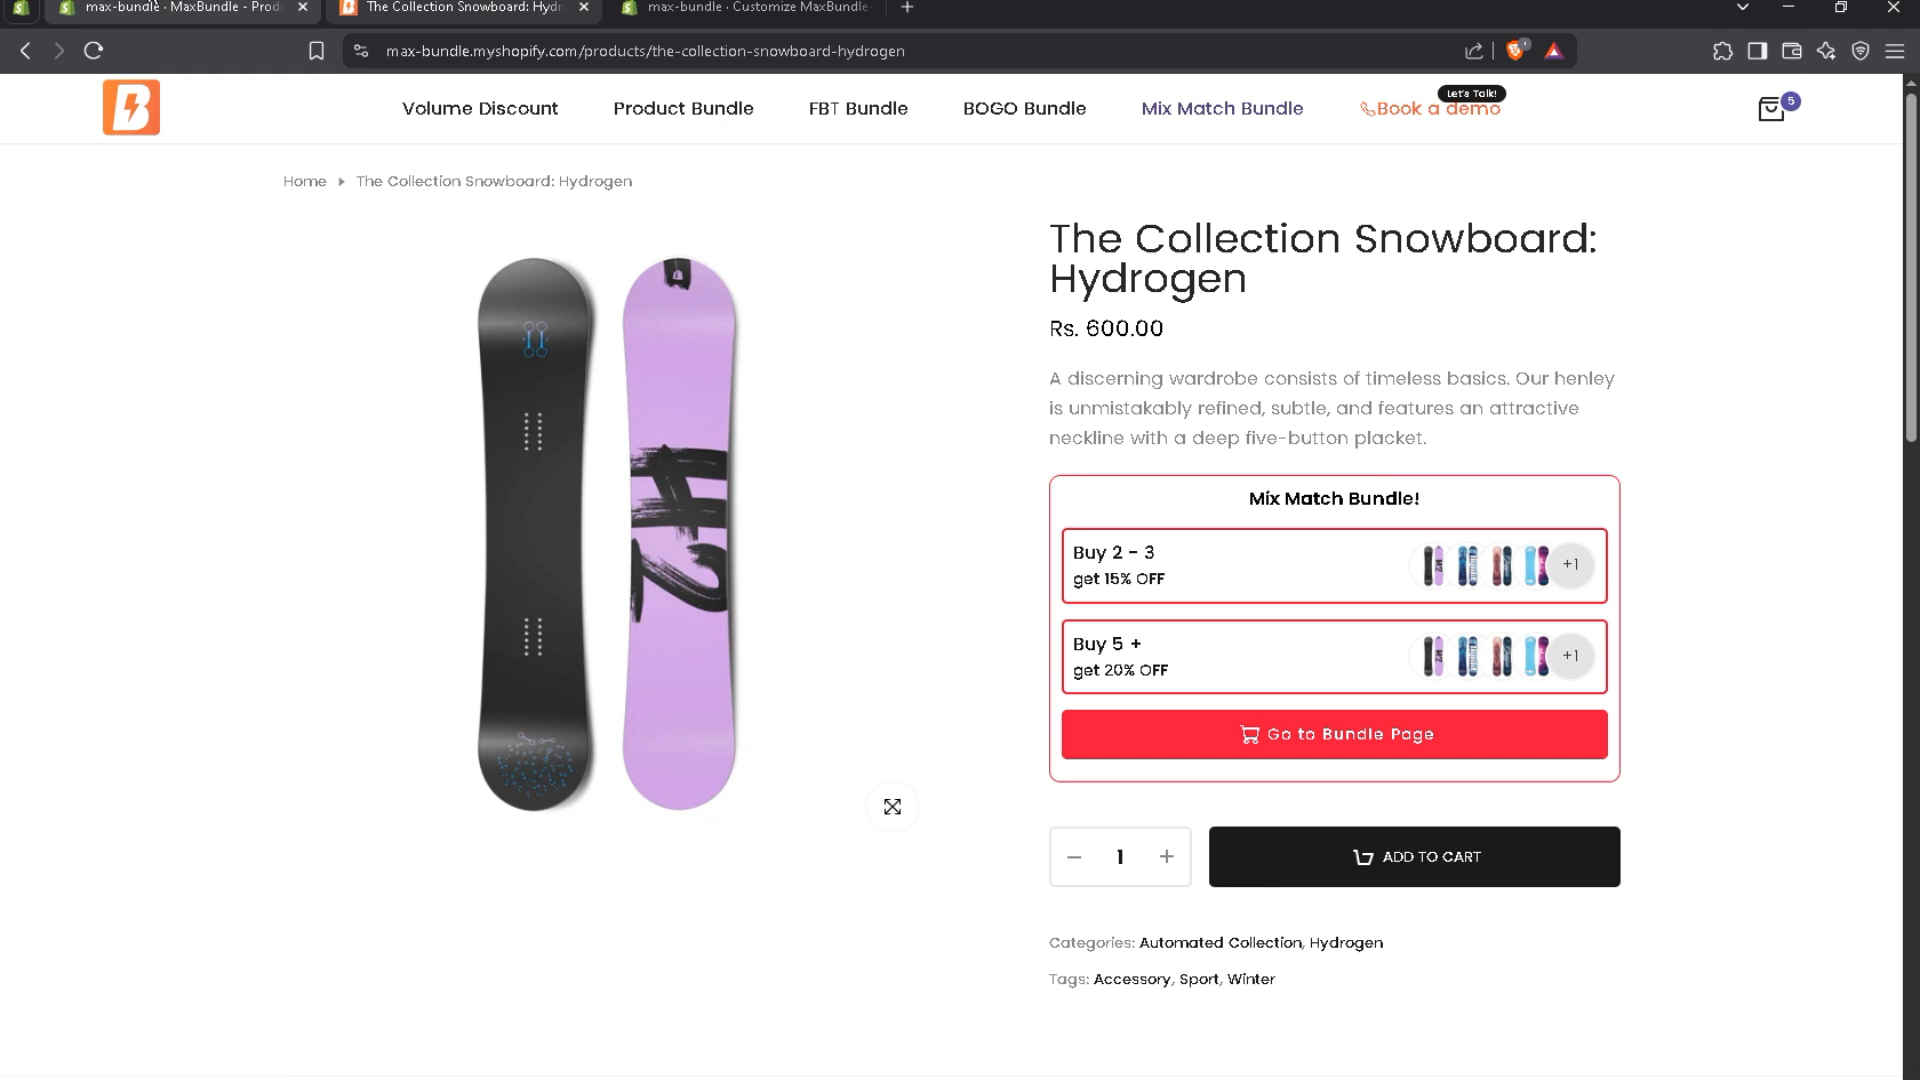 max-bundle · MaxBundle - Prod
The Collection Snowboard: Hydr
max-bundle · Customize MaxBundle-
max-bundle.myshopify.com/products/the-collection-snowboard-hydrogen
B
Volume Discount
Product Bundle
FBT Bundle
BOGO Bundle
Mix Match Bundle
Let's Talk!
Book a demo
5
Home
The Collection Snowboard: Hydrogen
The Collection Snowboard:
Hydrogen
Rs. 600.00
A discerning wardrobe consists of timeless basics. Our henley
is unmistakably refined, subtle, and features an attractive
neckline with a deep five-button placket.
Mix Match Bundle!
Buy 2 - 3
get 15% OFF
+1
Buy 5 +
get 20% OFF
+1
Go to Bundle Page
1
ADD TO CART
Categories: Automated Collection, Hydrogen
Tags: Accessory, Sport, Winter